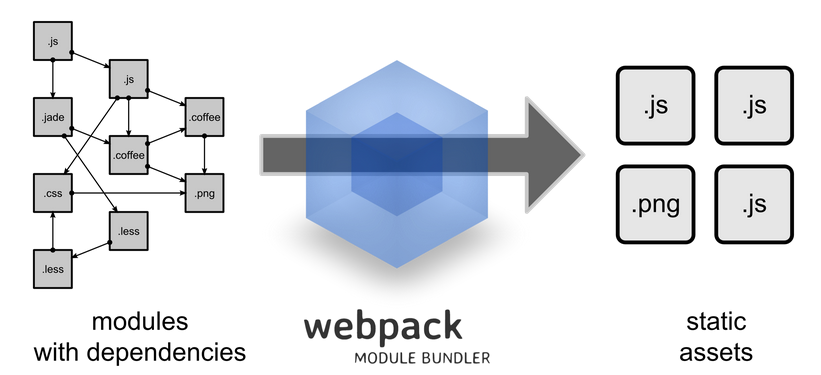 .js
.js
.jade
.coffee
.coffee
.css
.png
.less
.less
modules
with dependencies
webpack
MODULE BUNDLER
.js
.js
.png
.js
static
assets